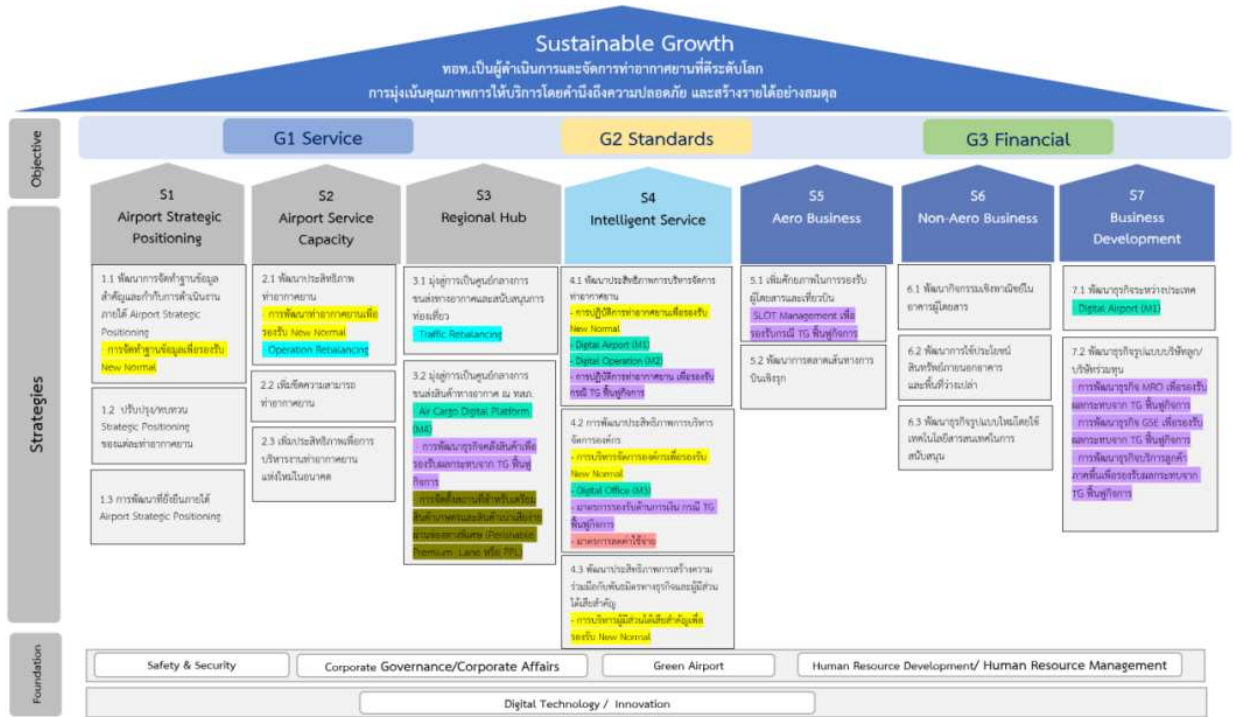 Sustainable Growth
ทอท.เป็นผู้ดำเนินการและจัดการท่าอากาศยานที่ดีระดับโลก
การมุ่งเน้นคุณภาพการให้บริการโดยคำนึงถึงความปลอดภัย และสร้างรายได้อย่างสมดุล
Objective
G1 Service
G2 Standards
G3 Financial
Strategies
S1
Airport Strategic
Positioning
1.1 พัฒนาการจัดทำฐานข้อมูล
สำคัญและกำกับการดำเนินงาน
ภายใต้ Airport Strategic
Positioning
- การจัดทำฐานข้อมูลเพื่อรองรับ
New Normal
1.2 ปรับปรุง/ทบทวน
Strategic Positioning
ของแต่ละท่าอากาศยาน
1.3 การพัฒนาที่ยั่งยืนภายใต้
Airport Strategic Positioning
S2
Airport Service
Capacity
2.1 พัฒนาประสิทธิภาพ
ท่าอากาศยาน
- การพัฒนาท่าอากาศยานเพื่อ
รองรับ New Normal
- Operation Rebalancing
2.2 เพิ่มขีดความสามารถ
ท่าอากาศยาน
2.3 เพิ่มประสิทธิภาพเพื่อการ
บริหารงานท่าอากาศยาน
แห่งใหม่ในอนาคต
S3
Regional Hub
3.1 มุ่งสู่การเป็นศูนย์กลางการ
ขนส่งทางอากาศและสนับสนุนการ
ท่องเที่ยว
- Traffic Rebalancing
3.2 มุ่งสู่การเป็นศูนย์กลางการ
ขนส่งสินค้าทางอากาศ ณ ทสภ.
- Air Cargo Digital Platform
(M4)
- การพัฒนาธุรกิจคลังสินค้าเพื่อ
รองรับผลกระทบจาก TG ฟื้นฟู
กิจการ
- การจัดตั้งสถานที่สำหรับเตรียม
สินค้าเกษตรและสินค้าเน่าเสียง่าย
ผ่านช่องทางพิเศษ (Perishable
Premium Lane หรือ PPL)
S4
Intelligent Service
4.1 พัฒนาประสิทธิภาพการบริหารจัดการ
ท่าอากาศยาน
- การปฏิบัติการท่าอากาศยานเพื่อรองรับ
New Normal
- Digital Airport (M1)
- Digital Operation (M2)
- การปฏิบัติการท่าอากาศยาน เพื่อรองรับ
กรณี TG ฟื้นฟูกิจการ
4.2 การพัฒนาประสิทธิภาพการบริหาร
จัดการองค์กร
- การบริหารจัดการองค์กรเพื่อรองรับ
New Normal
- Digital Office (M3)
- มาตรการรองรับด้านการเงิน กรณี TG
ฟื้นฟูกิจการ
- มาตรการลดค่าใช้จ่าย
4.3 พัฒนาประสิทธิภาพการสร้างความ
ร่วมมือกับพันธมิตรทางธุรกิจและผู้มีส่วน
ได้เสียสำคัญ
- การบริหารผู้มีส่วนได้เสียสำคัญเพื่อ
รองรับ New Normal
S5
Aero Business
5.1 เพิ่มศักยภาพในการรองรับ
ผู้โดยสารและเที่ยวบิน
- SLOT Management เพื่อ
รองรับกรณี TG ฟื้นฟูกิจการ
5.2 พัฒนาการตลาดเส้นทางการ
บินเชิงรุก
S6
Non-Aero Business
6.1 พัฒนากิจกรรมเชิงพาณิชย์ใน
อาคารผู้โดยสาร
6.2 พัฒนาการใช้ประโยชน์
สินทรัพย์ภายนอกอาคาร
และพื้นที่ว่างเปล่า
6.3 พัฒนาธุรกิจรูปแบบใหม่โดยใช้
เทคโนโลยีสารสนเทศในการ
สนับสนุน
S7
Business
Development
7.1 พัฒนาธุรกิจระหว่างประเทศ
- Digital Airport (M1)
7.2 พัฒนาธุรกิจรูปแบบบริษัทลูก/
บริษัทร่วมทุน
- การพัฒนาธุรกิจ MRO เพื่อรองรับ
ผลกระทบจาก TG ฟื้นฟูกิจการ
- การพัฒนาธุรกิจ GSE เพื่อรองรับ
ผลกระทบจาก TG ฟื้นฟูกิจการ
- การพัฒนาธุรกิจบริการลูกค้า
ภาคพื้นเพื่อรองรับผลกระทบจาก
TG ฟื้นฟูกิจการ
Foundation
Safety & Security
Corporate Governance/Corporate Affairs
Green Airport
Human Resource Development/ Human Resource Management
Digital Technology / Innovation